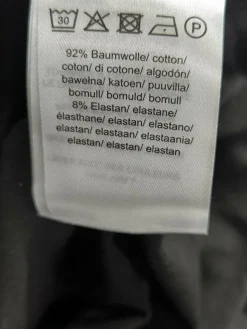 30 P
92% Baumwolle/ cotton/
coton/ di cotone/ algodón/
bawełna/ katoen/ puuvilla/
bomull/ bomuld/ bomull
8% Elastan/ elastane/
élasthane/ elastan/ elastano/
elastan/ elastaan/ elastaania/
elastan/ elastan/ elastan